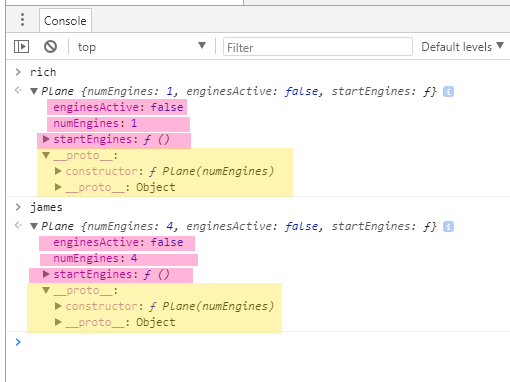 Console
top Filter Default levels
rich
Plane {numEngines: 1, enginesActive: false, startEngines: ƒ} i
enginesActive: false
numEngines: 1
startEngines: ƒ ()
__proto__:
constructor: ƒ Plane(numEngines)
__proto__: Object
james
Plane {numEngines: 4, enginesActive: false, startEngines: ƒ} i
enginesActive: false
numEngines: 4
startEngines: ƒ ()
__proto__:
constructor: ƒ Plane(numEngines)
__proto__: Object